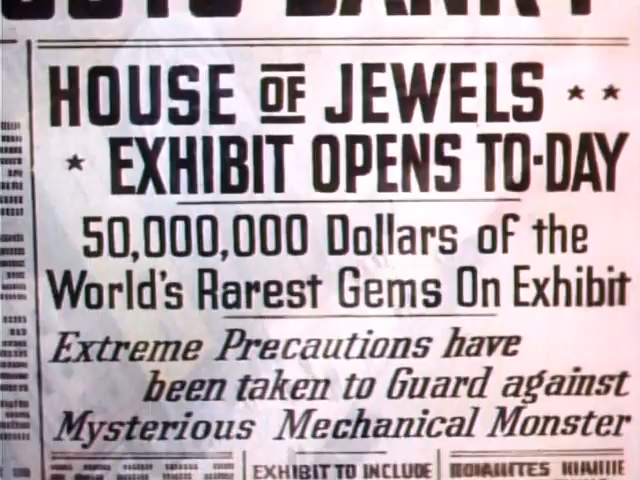 HOUSE OF JEWELS
EXHIBIT OPENS TO-DAY
50,000,000 Dollars of the
World's Rarest Gems On Exhibit
Extreme Precautions have
been taken to Guard against
Mysterious Mechanical Monster
EXHIBIT TO INCLUDE